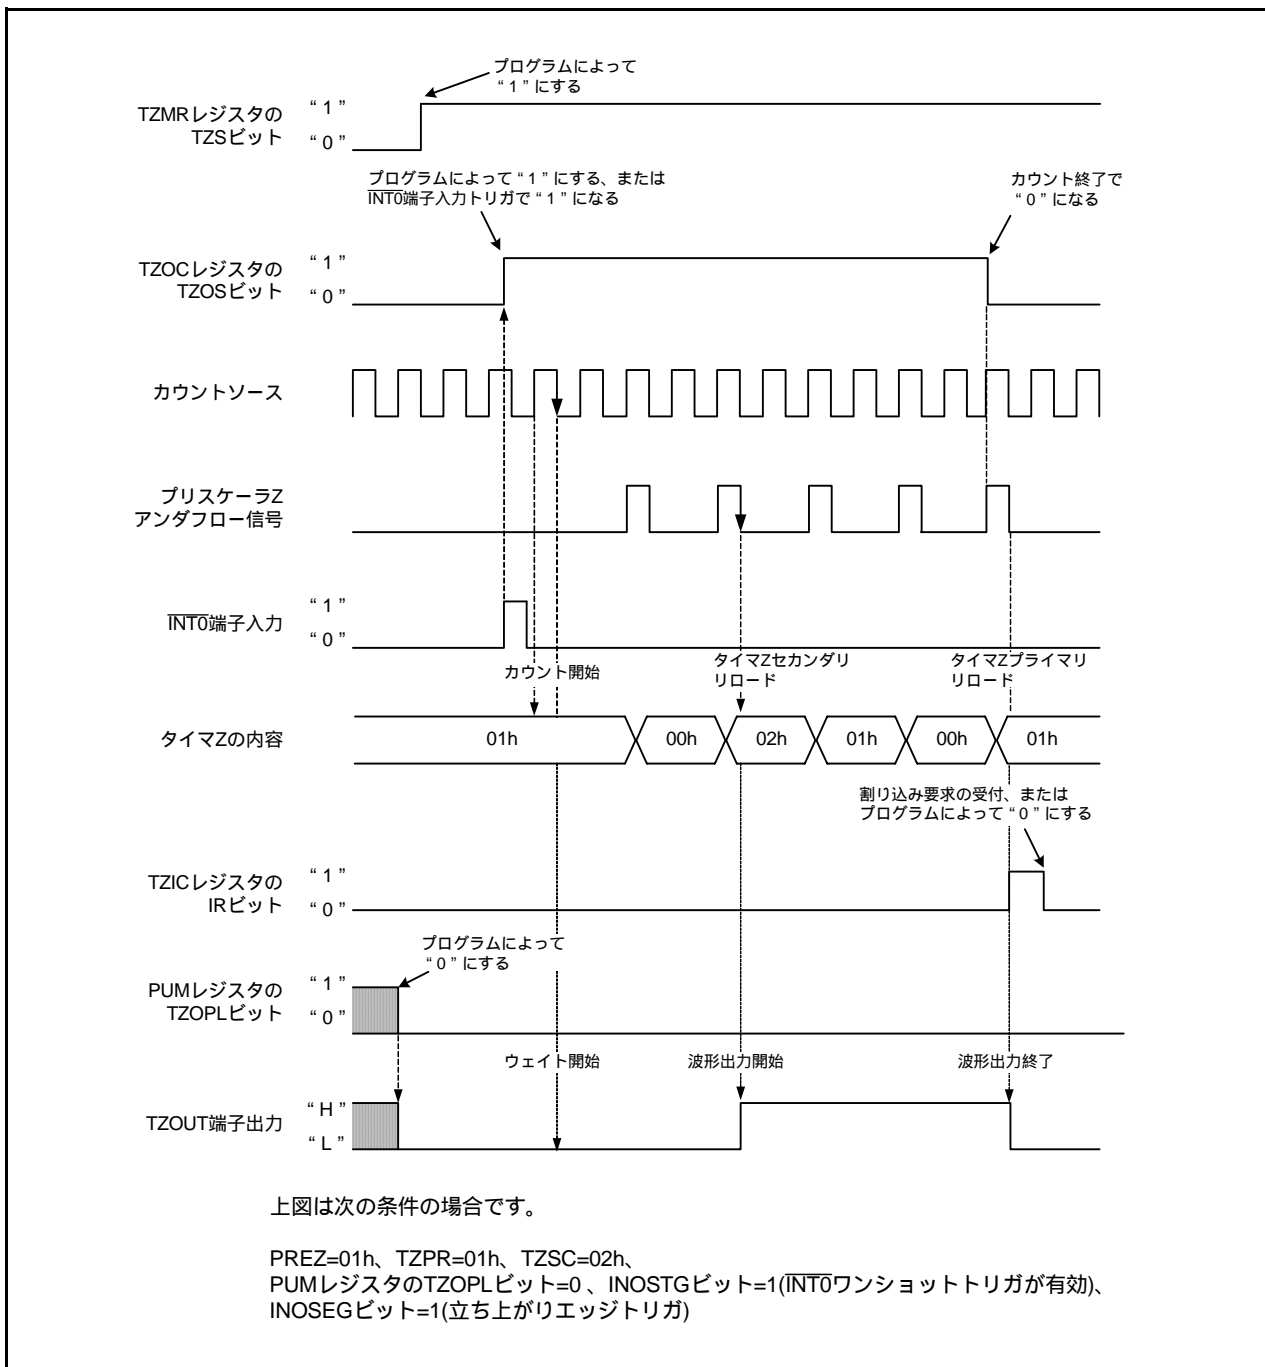 プログラムによって
“1”にする
TZMRレジスタの
TZSビット
“1”
“0”
プログラムによって“1”にする、または
INT0端子入力トリガで“1”になる
カウント終了で
“0”になる
TZOCレジスタの
TZOSビット
“1”
“0”
カウントソース
プリスケーラZ
アンダフロー信号
INT0端子入力
“1”
“0”
カウント開始
タイマZセカンダリ
リロード
タイマZプライマリ
リロード
タイマZの内容
01h 00h 02h 01h 00h 01h
割り込み要求の受付、または
プログラムによって“0”にする
TZICレジスタの
IRビット
“1”
“0”
プログラムによって
“0”にする
PUMレジスタの
TZOPLビット
“1”
“0”
ウェイト開始
波形出力開始
波形出力終了
TZOUT端子出力
“H”
“L”
上図は次の条件の場合です。
PREZ=01h、TZPR=01h、TZSC=02h、
PUMレジスタのTZOPLビット=0 、INOSTGビット=1(INT0ワンショットトリガが有効)、
INOSEGビット=1(立ち上がりエッジトリガ)